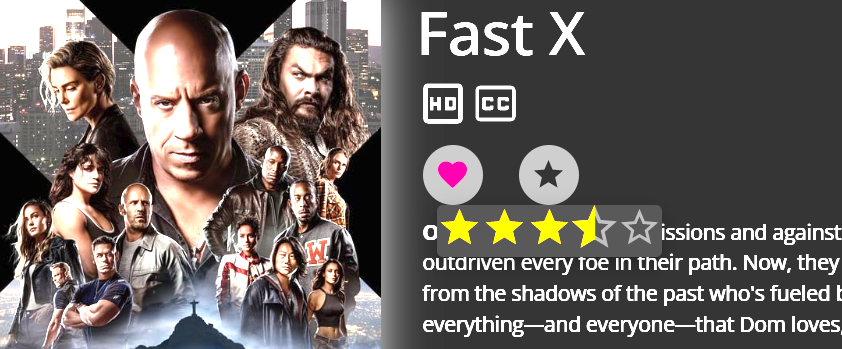 Fast X
HD CC
O issions and against
outdriven every foe in their path. Now, they
from the shadows of the past who's fueled b
everything—and everyone—that Dom loves,
W